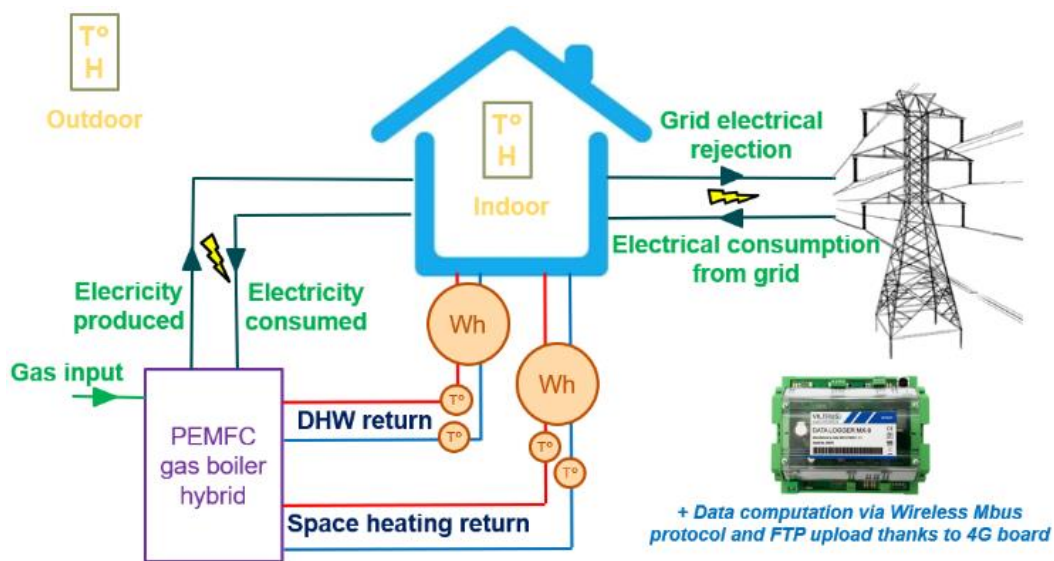 T°
H
Outdoor
T°
H
Indoor
Grid electrical
rejection
Electrical consumption
from grid
Elecricity
produced
Electricity
consumed
Gas input
PEMFC
gas boiler
hybrid
Wh
Wh
T°
DHW return
T°
T°
T°
Space heating return
DATA LOGGER MX-9
+ Data computation via Wireless Mbus
protocol and FTP upload thanks to 4G board